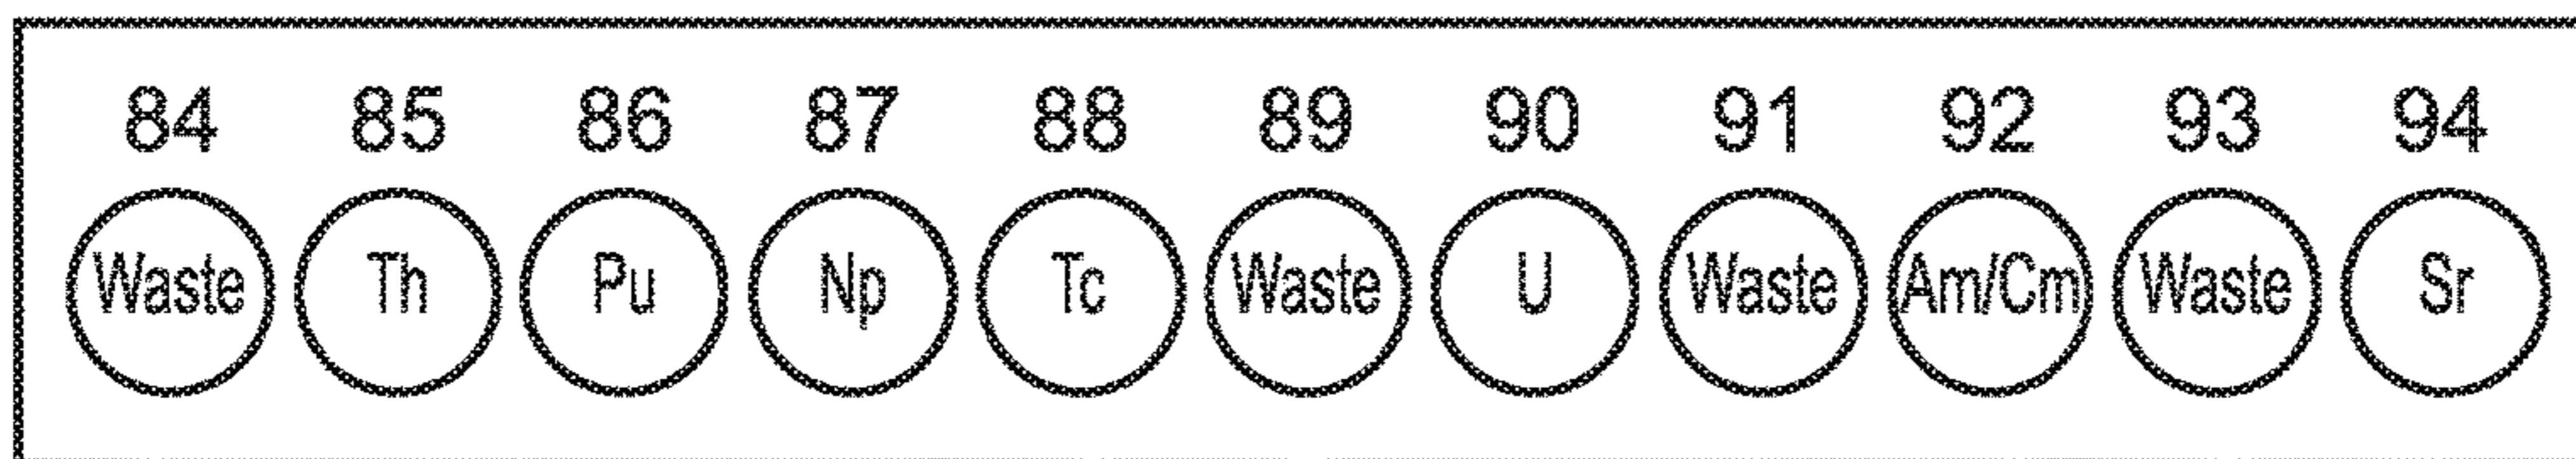 84 85 86 87 88 89 90 91 92 93 94
Waste Th Pu Np Tc Waste U Waste Am/Cm Waste Sr